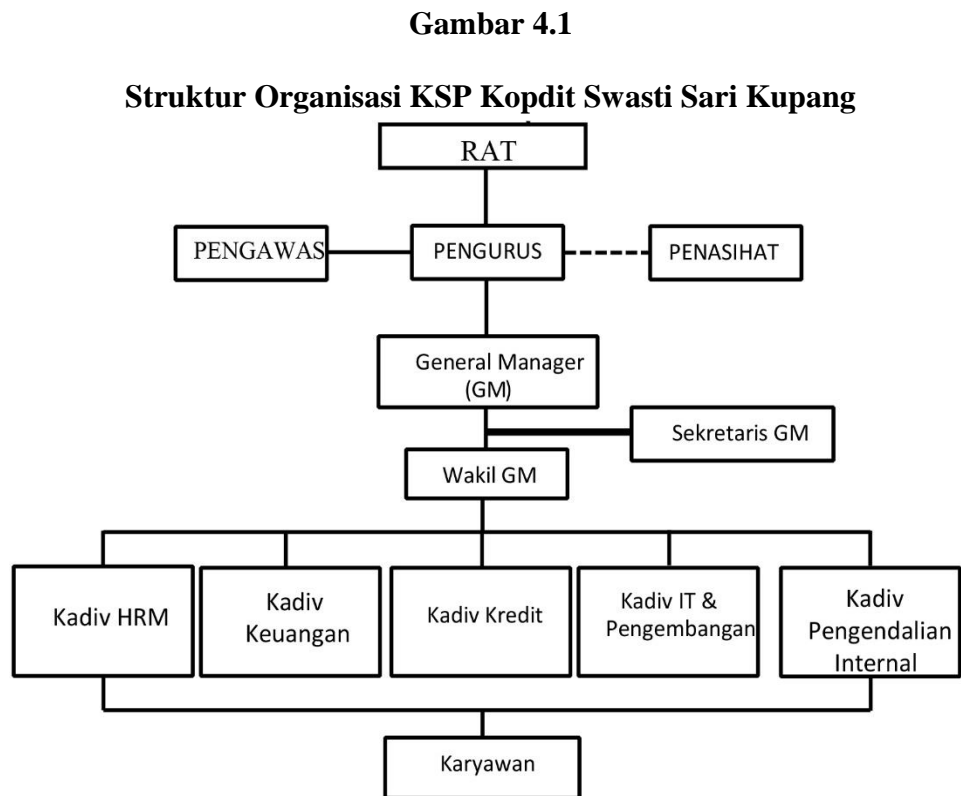 Gambar 4.1
Struktur Organisasi KSP Kopdit Swasti Sari Kupang
RAT
PENGAWAS
PENGURUS
PENASIHAT
General Manager
(GM)
Sekretaris GM
Wakil GM
Kadiv HRM
Kadiv
Keuangan
Kadiv Kredit
Kadiv IT &
Pengembangan
Kadiv
Pengendalian
Internal
Karyawan